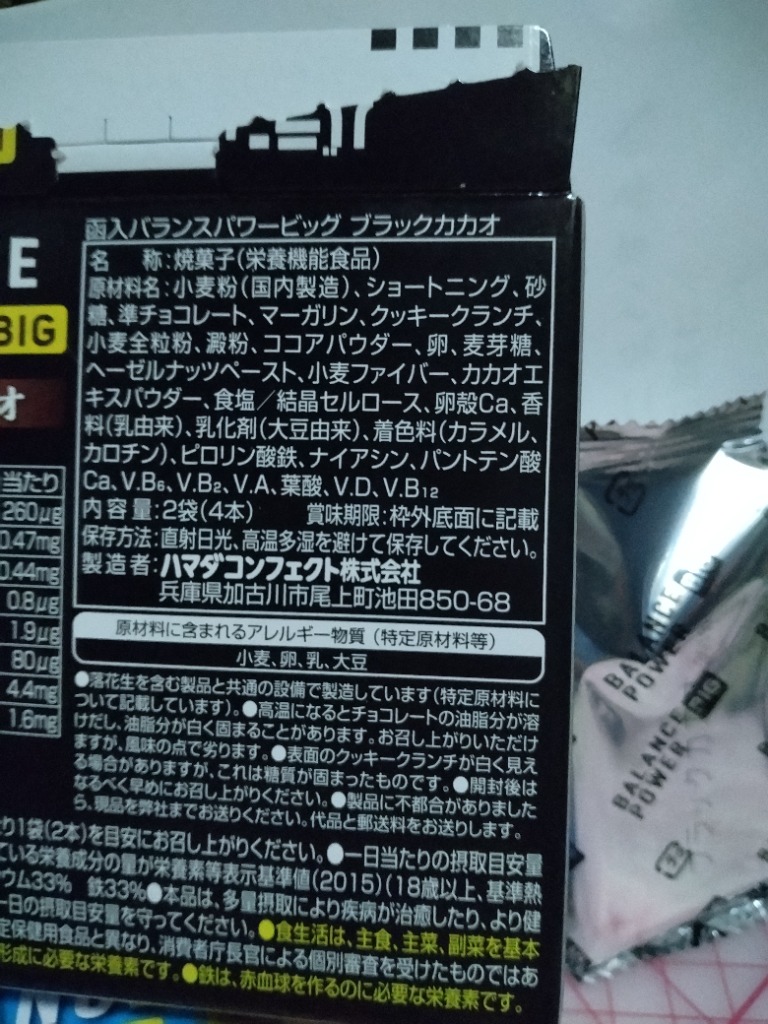 函入バランスパワービッグ ブラックカカオ
名 称:焼菓子(栄養機能食品)
原材料名:小麦粉(国内製造)、ショートニング、砂
糖、準チョコレート、マーガリン、クッキークランチ、
小麦全粒粉、澱粉、ココアパウダー、卵、麦芽糖、
ヘーゼルナッツペースト、小麦ファイバー、カカオエ
キスパウダー、食塩/結晶セルロース、卵殻Ca、香
料(乳由来)、乳化剤(大豆由来)、着色料(カラメル、
カロチン)、ピロリン酸鉄、ナイアシン、パントテン酸
Ca、V.B₆、V.B₂、V.A、葉酸、V.D、V.B₁₂
内容量:2袋(4本) 賞味期限:枠外底面に記載
保存方法:直射日光、高温多湿を避けて保存してください。
製造者:ハマダコンフェクト株式会社
兵庫県加古川市尾上町池田850-68
原材料に含まれるアレルギー物質(特定原材料等)
小麦、卵、乳、大豆
●落花生を含む製品と共通の設備で製造しています(特定原材料に
ついて記載しています)。●高温になるとチョコレートの油脂分が溶
けだし、油脂分が白く固まることがあります。お召し上がりいただけ
ますが、風味の点で劣ります。●表面のクッキークランチが白く見え
る場合がありますが、これは糖質が固まったものです。●開封後は
なるべく早めにお召し上がりください。●製品に不都合がありました
ら、現品を弊社までお送りください。代品と郵送料をお送りします。
り1袋(2本)を目安にお召し上がりください。●一日当たりの摂取目安量
ている栄養成分の量が栄養素等表示基準値(2015)(18歳以上、基準熱
ウム33% 鉄33%●本品は、多量摂取により疾病が治癒したり、より健
一日の摂取目安量を守ってください。●食生活は、主食、主菜、副菜を基本
定保健用食品と異なり、消費者庁長官による個別審査を受けたものではあ
形成に必要な栄養素です。●鉄は、赤血球を作るのに必要な栄養素です。
E
BIG
オ
当たり
260μg
0.47mg
0.44mg
0.8μg
1.9μg
80μg
4.4mg
1.6mg
BALANCE
POWER BIG
BALANCE
POWER BIG